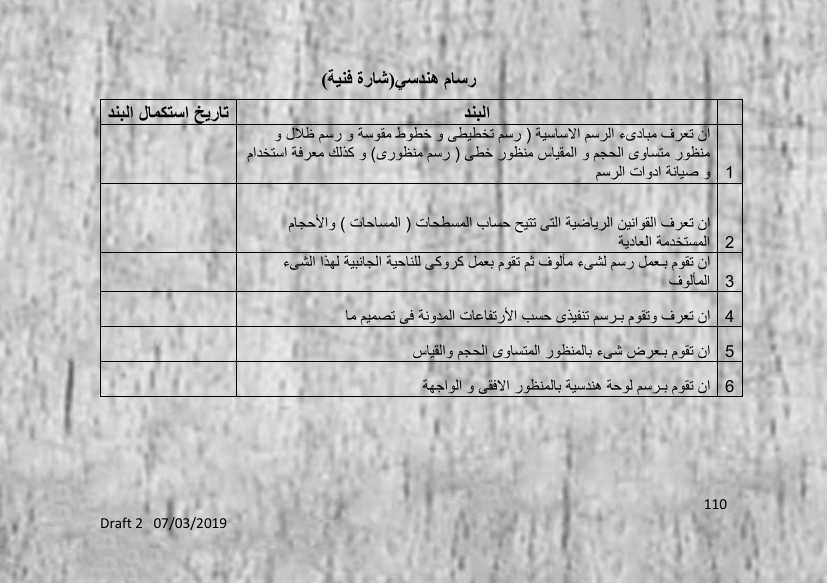 رسام هندسي(شارة فنية)
البند
تاريخ استكمال البند
ان تعرف مبادىء الرسم الاساسية ( رسم تخطيطى و خطوط مقوسة و رسم ظلال و
منظور متساوى الحجم و المقياس منظور خطى ( رسم منظورى) و كذلك معرفة استخدام
1 و صيانة ادوات الرسم
ان تعرف القوانين الرياضية التى تتيح حساب المسطحات ( المساحات ) والأحجام
2 المستخدمة العادية
ان تقوم بعمل رسم لشىء مألوف ثم تقوم بعمل كروكى للناحية الجانبية لهذا الشىء
3 المألوف
4 ان تعرف وتقوم برسم تنفيذى حسب الأرتفاعات المدونة فى تصميم ما
5 ان تقوم بعرض شىء بالمنظور المتساوى الحجم والقياس
6 ان تقوم برسم لوحة هندسية بالمنظور الافقى و الواجهة
110
Draft 2 07/03/2019